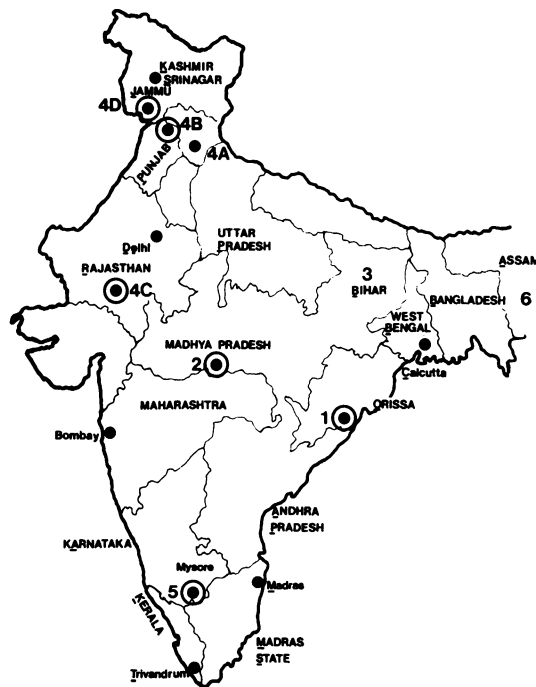 KASHMIR
SRINAGAR
JAMMU
4D
4B
4A
PUNJAB
Delhi
UTTAR
PRADESH
RAJASTHAN
4C
3
BIHAR
ASSAM
BANGLADESH
6
WEST
BENGAL
Calcutta
MADHYA PRADESH
2
MAHARASHTRA
ORISSA
1
Bombay
ANDHRA
PRADESH
KARNATAKA
Mysore
5
Madras
KERALA
MADRAS
STATE
Trivandrum